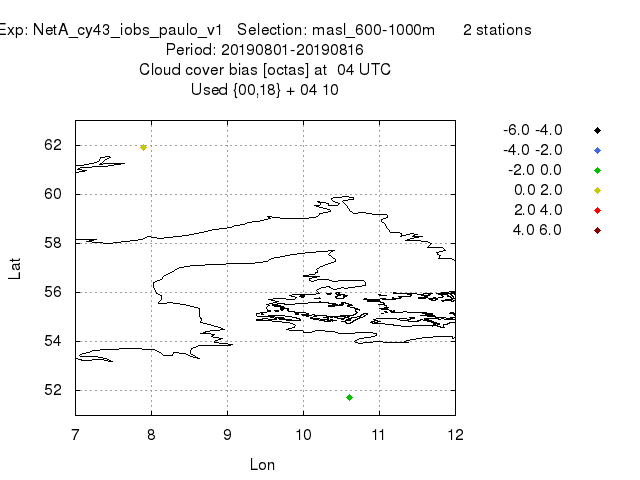 Exp: NetA_cy43_iobs_paulo_v1   Selection: masl_600-1000m      2 stations
Period: 20190801-20190816
Cloud cover bias [octas] at  04 UTC
Used {00,18} + 04 10
-6.0 -4.0
-4.0 -2.0
-2.0 0.0
0.0 2.0
2.0 4.0
4.0 6.0
62
60
58
56
54
52
Lat
7 8 9 10 11 12
Lon